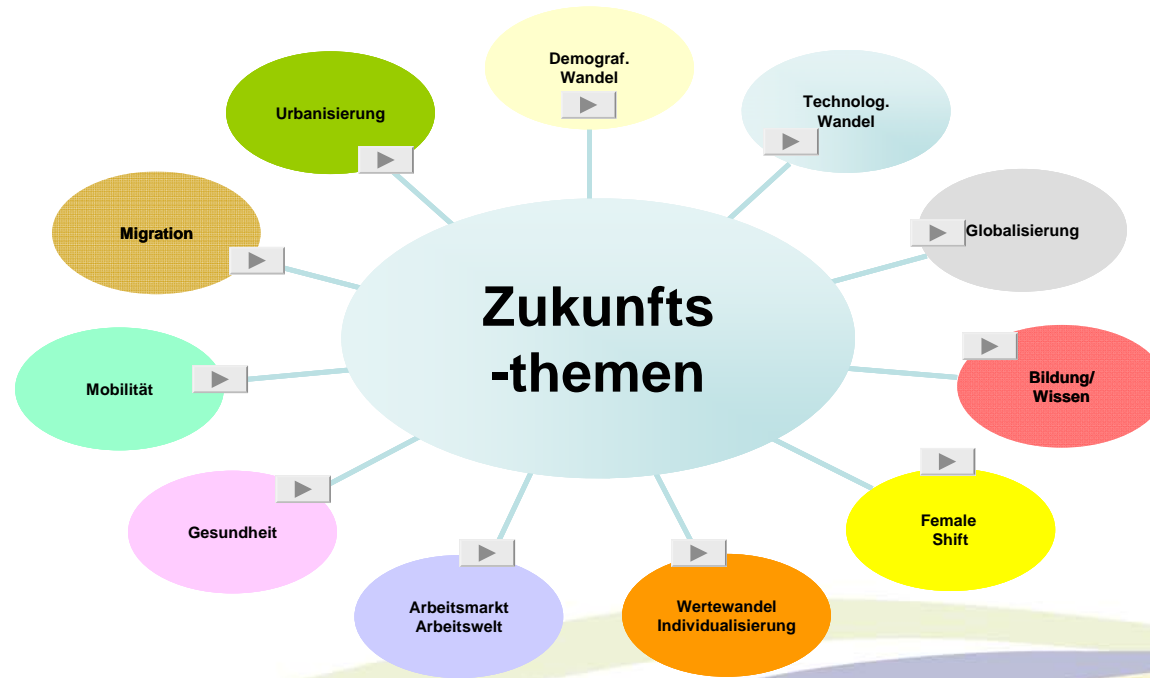 Zukunfts
-themen
Demograf.
Wandel
Technolog.
Wandel
Globalisierung
Bildung/
Wissen
Female
Shift
Wertewandel
Individualisierung
Arbeitsmarkt
Arbeitswelt
Gesundheit
Mobilität
Migration
Urbanisierung